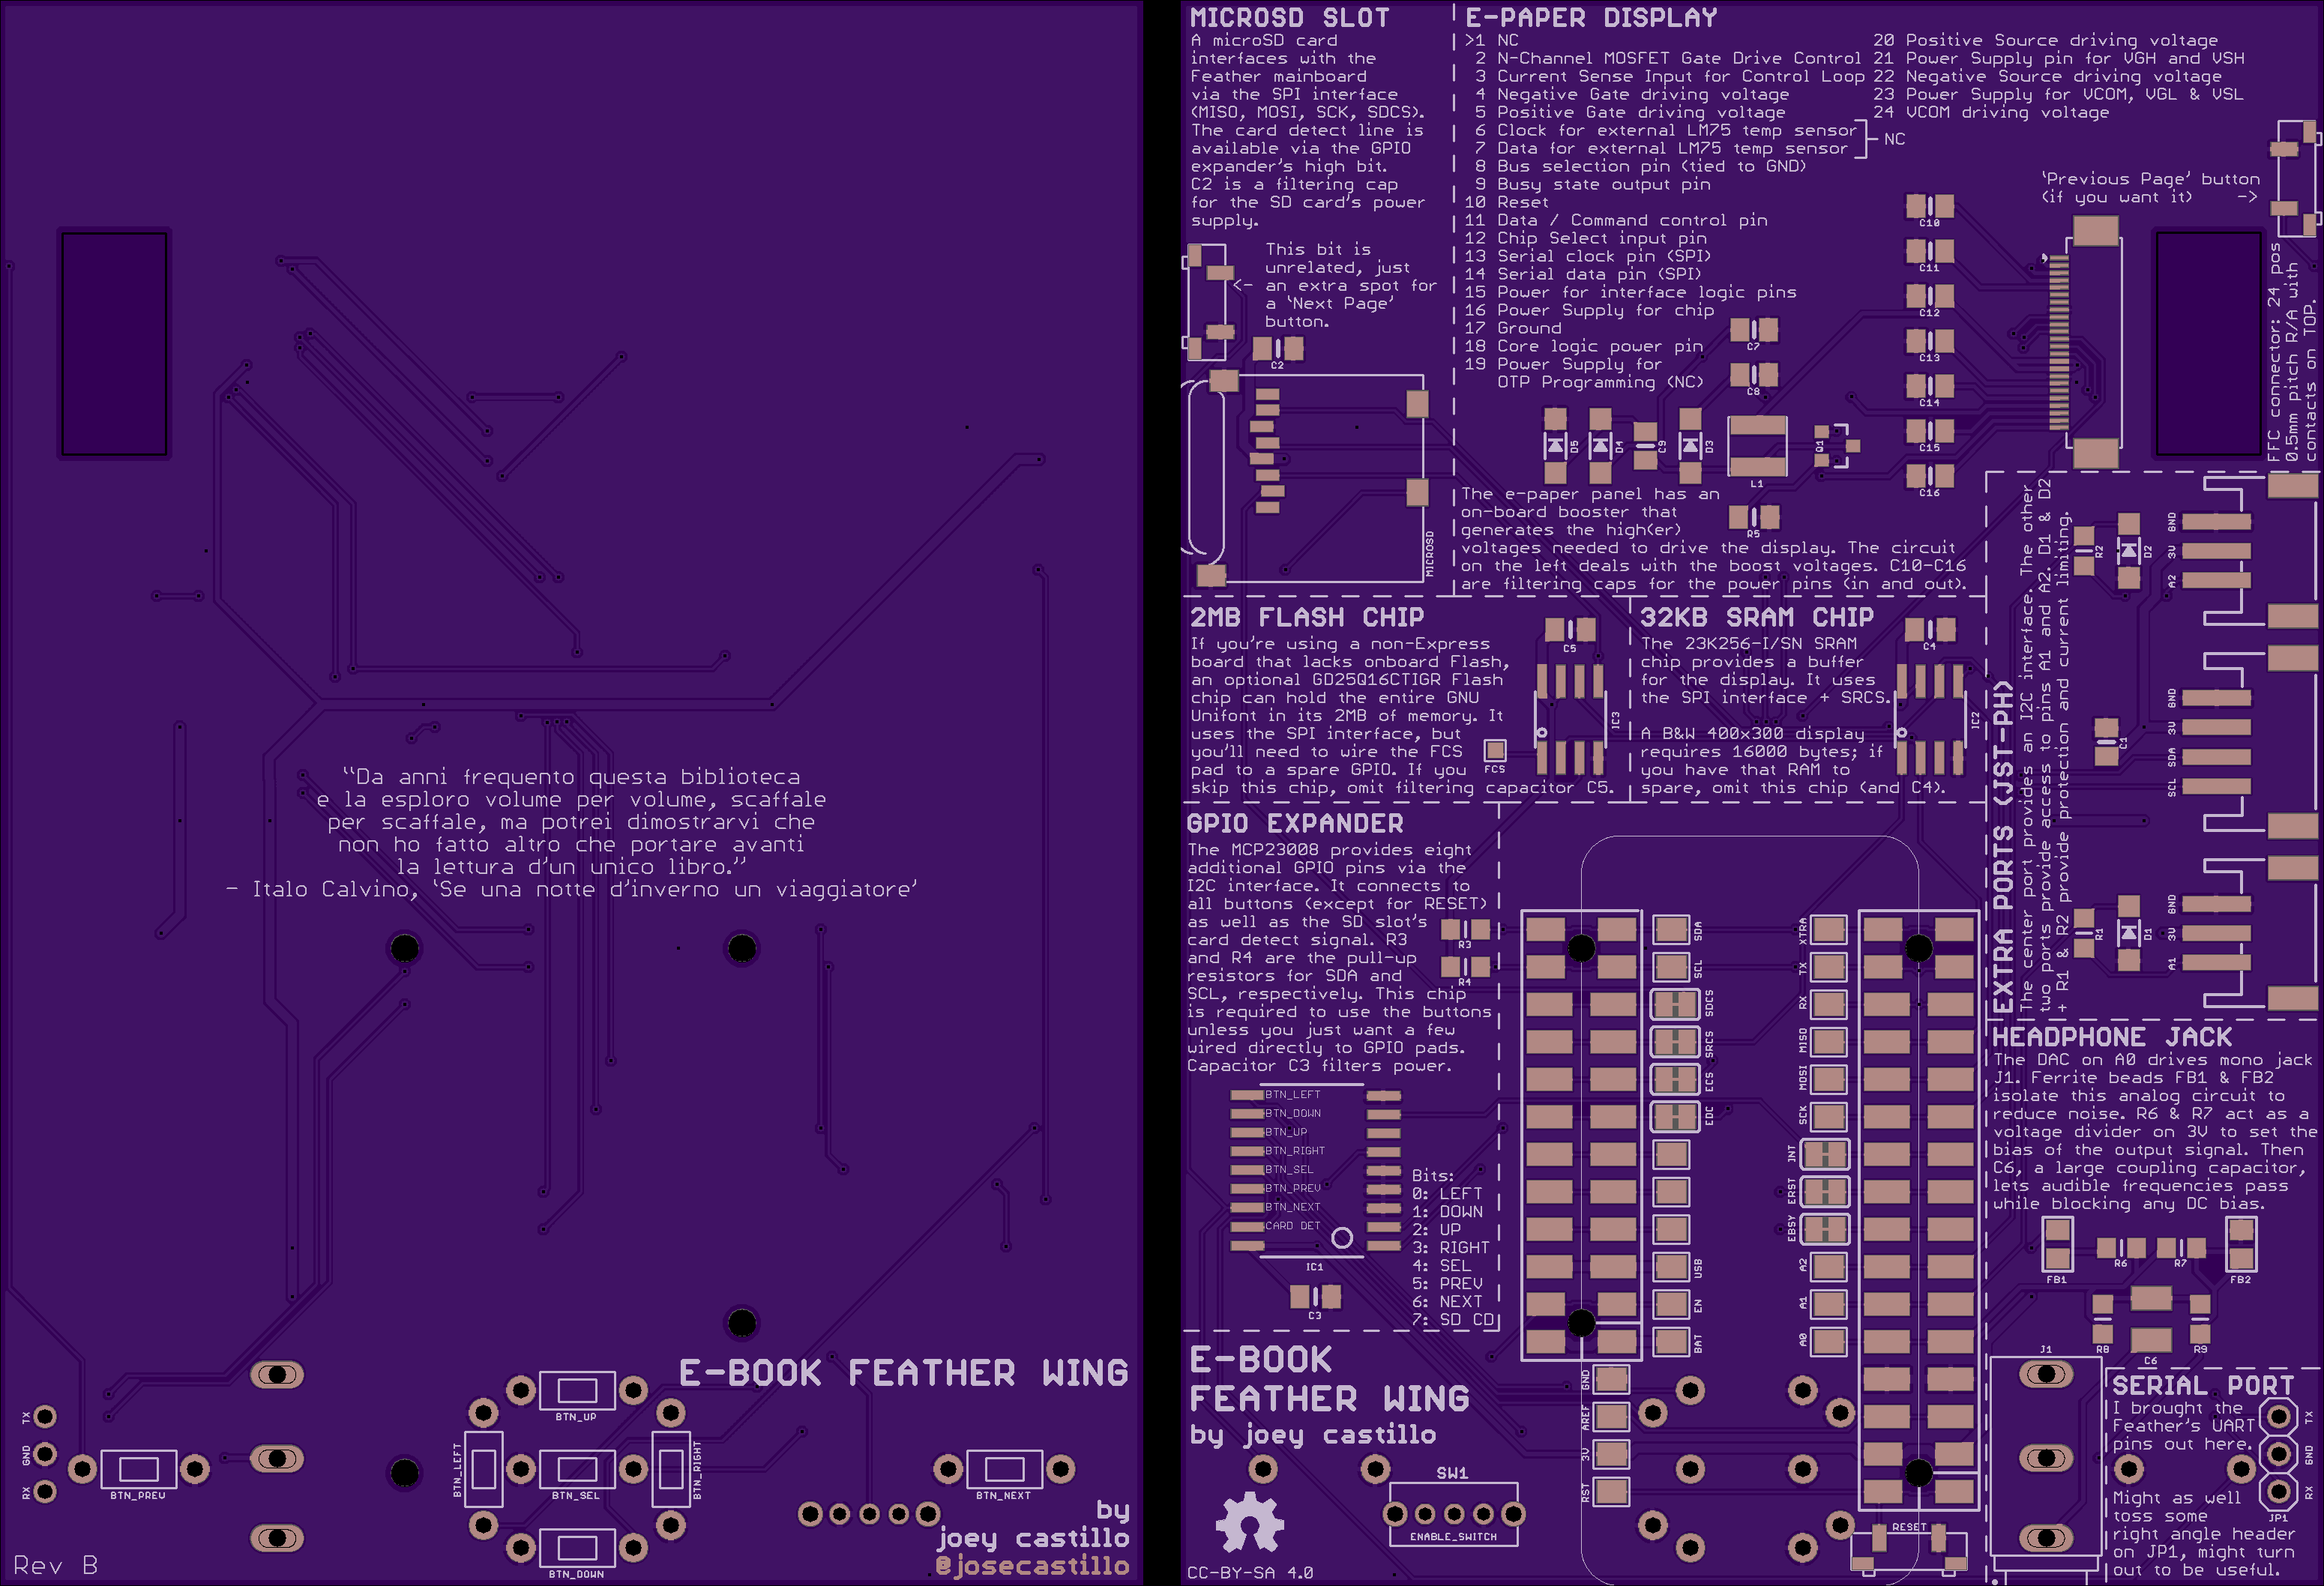 “Da anni frequento questa biblioteca
e la esploro volume per volume, scaffale
per scaffale, ma potrei dimostrarvi che
non ho fatto altro che portare avanti
la lettura d'un unico libro.”
- Italo Calvino, ‘Se una notte d'inverno un viaggiatore’
E-BOOK FEATHER WING
TX
GND
RX
BTN_PREV
BTN_UP
BTN_LEFT
BTN_SEL
BTN_RIGHT
BTN_DOWN
BTN_NEXT
by
joey castillo
@josecastillo
Rev B
MICROSD SLOT
A microSD card
interfaces with the
Feather mainboard
via the SPI interface
(MISO, MOSI, SCK, SDCS).
The card detect line is
available via the GPIO
expander's high bit.
C2 is a filtering cap
for the SD card's power
supply.
This bit is
unrelated, just
<- an extra spot for
a ‘Next Page’
button.
C2
MICROSD
E-PAPER DISPLAY
>1 NC
2 N-Channel MOSFET Gate Drive Control
3 Current Sense Input for Control Loop
4 Negative Gate driving voltage
5 Positive Gate driving voltage
6 Clock for external LM75 temp sensor
7 Data for external LM75 temp sensor
NC
8 Bus selection pin (tied to GND)
9 Busy state output pin
10 Reset
11 Data / Command control pin
12 Chip Select input pin
13 Serial clock pin (SPI)
14 Serial data pin (SPI)
15 Power for interface logic pins
16 Power Supply for chip
17 Ground
18 Core logic power pin
19 Power Supply for
OTP Programming (NC)
20 Positive Source driving voltage
21 Power Supply pin for VGH and VSH
22 Negative Source driving voltage
23 Power Supply for VCOM, VGL & VSL
24 VCOM driving voltage
‘Previous Page’ button
(if you want it) ->
C10
C11
C12
C13
C14
C15
C16
C7
C8
D5
D4
C9
D3
L1
Q1
R5
FFC connector: 24 pos
0.5mm pitch R/A with
contacts on TOP.
The e-paper panel has an
on-board booster that
generates the high(er)
voltages needed to drive the display. The circuit
on the left deals with the boost voltages. C10-C16
are filtering caps for the power pins (in and out).
2MB FLASH CHIP
If you're using a non-Express
board that lacks onboard Flash,
an optional GD25Q16CTIGR Flash
chip can hold the entire GNU
Unifont in its 2MB of memory. It
uses the SPI interface, but
you'll need to wire the FCS
pad to a spare GPIO. If you
skip this chip, omit filtering capacitor C5.
C5
IC3
FCS
32KB SRAM CHIP
The 23K256-I/SN SRAM
chip provides a buffer
for the display. It uses
the SPI interface + SRCS.
A B&W 400x300 display
requires 16000 bytes; if
you have that RAM to
spare, omit this chip (and C4).
C4
IC2
EXTRA PORTS (JST-PH)
The center port provides an I2C interface. The other
two ports provide access to pins A1 and A2. D1 & D2
+ R1 & R2 provide protection and current limiting.
R2
D2
GND
3V
A2
C1
GND
3V
SDA
SCL
R1
D1
GND
3V
A1
GPIO EXPANDER
The MCP23008 provides eight
additional GPIO pins via the
I2C interface. It connects to
all buttons (except for RESET)
as well as the SD slot's
card detect signal. R3
and R4 are the pull-up
resistors for SDA and
SCL, respectively. This chip
is required to use the buttons
unless you just want a few
wired directly to GPIO pads.
Capacitor C3 filters power.
R3
R4
BTN_LEFT
BTN_DOWN
BTN_UP
BTN_RIGHT
BTN_SEL
BTN_PREV
BTN_NEXT
CARD DET
IC1
C3
Bits:
0: LEFT
1: DOWN
2: UP
3: RIGHT
4: SEL
5: PREV
6: NEXT
7: SD CD
SDA
SCL
SDCS
SRCS
ECS
EDC
USB
EN
BAT
XTRA
TX
RX
MISO
MOSI
SCK
INT
ERST
EBSY
A2
A1
A0
GND
AREF
3V
RST
HEADPHONE JACK
The DAC on A0 drives mono jack
J1. Ferrite beads FB1 & FB2
isolate this analog circuit to
reduce noise. R6 & R7 act as a
voltage divider on 3V to set the
bias of the output signal. Then
C6, a large coupling capacitor,
lets audible frequencies pass
while blocking any DC bias.
FB1
R6
R7
FB2
R8
C6
R9
J1
E-BOOK
FEATHER WING
by joey castillo
SW1
ENABLE_SWITCH
CC-BY-SA 4.0
RESET
SERIAL PORT
I brought the
Feather's UART
pins out here.
Might as well
toss some
right angle header
on JP1, might turn
out to be useful.
TX
GND
RX
JP1